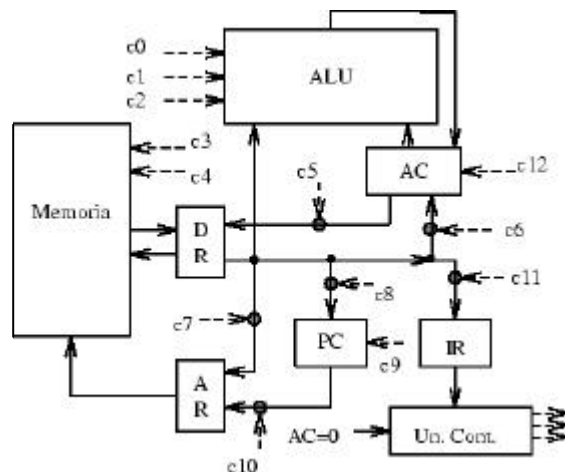 c0
c1
c2
ALU
c3
c4
c5
AC
c12
Memoria
D
R
c6
c7
c8
c11
PC
c9
IR
A
R
c10
AC=0
Un. Cont.